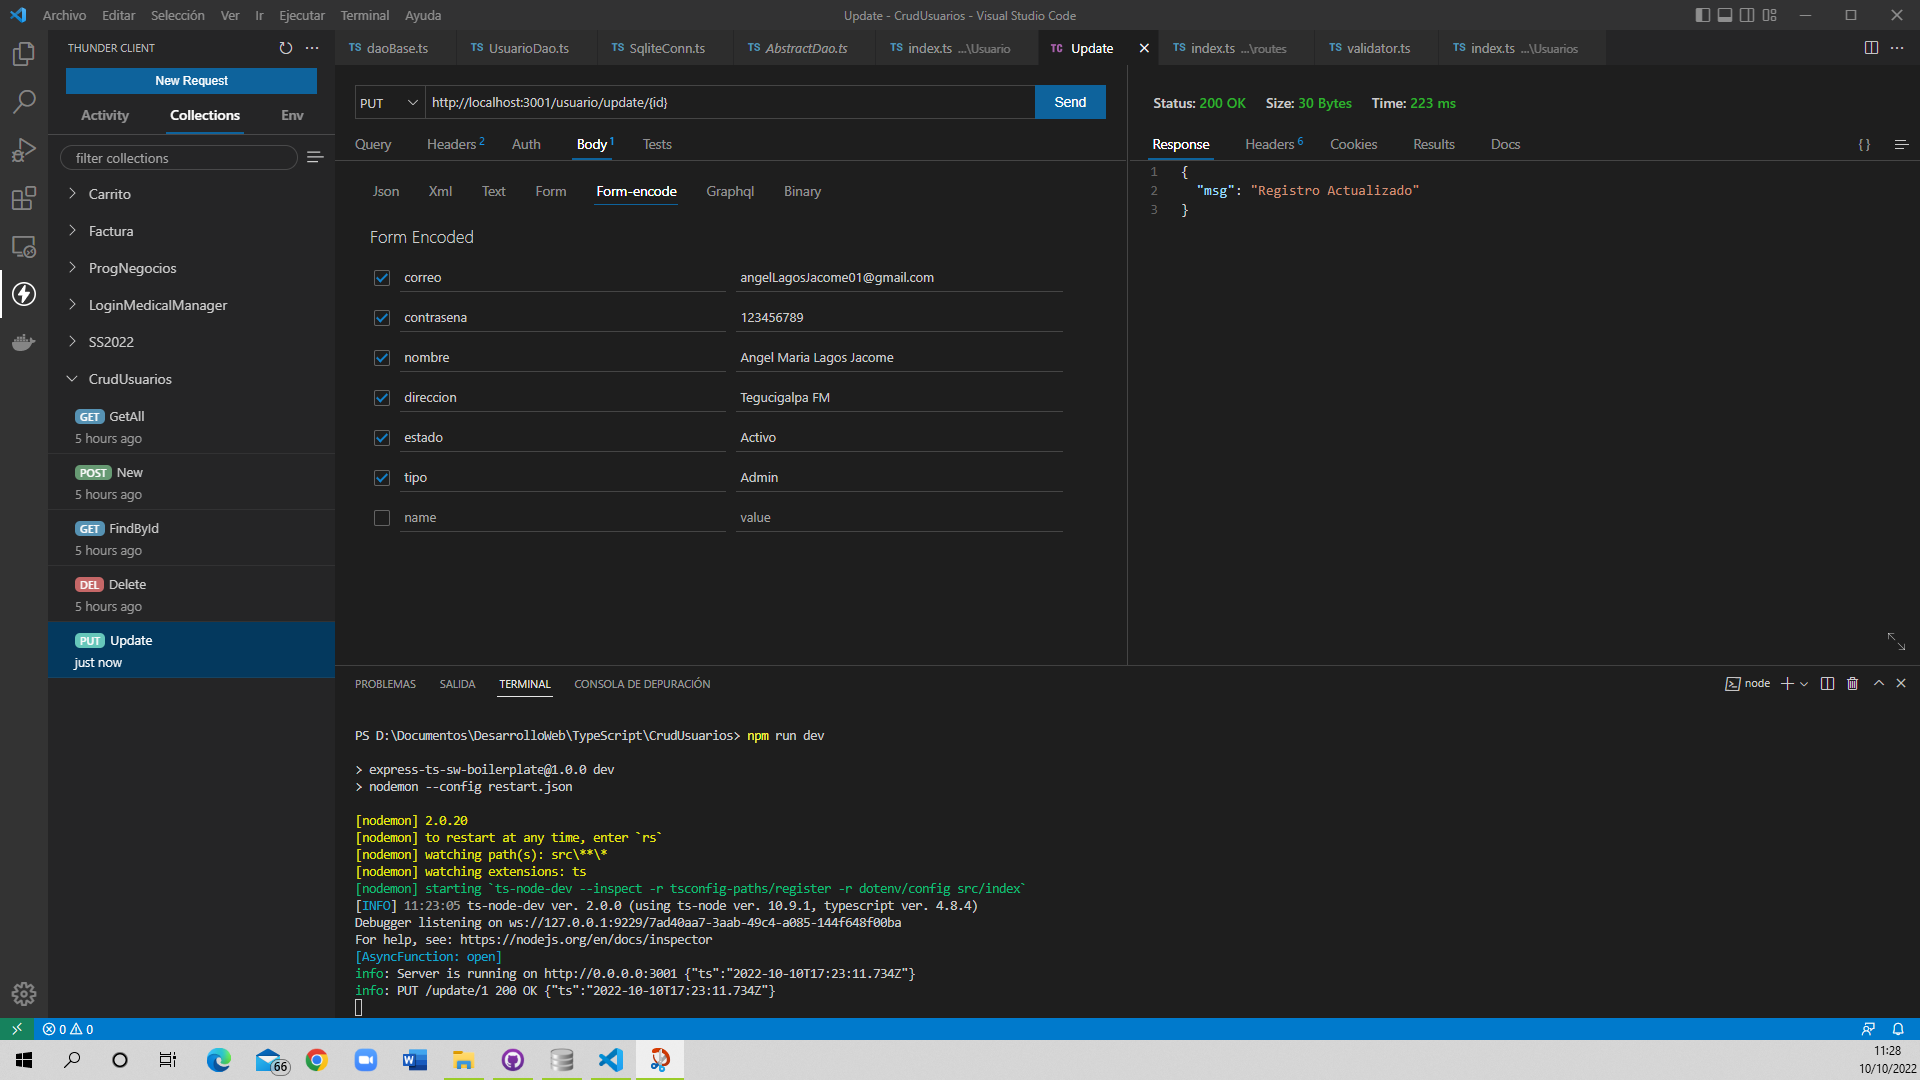 Archivo Editar Selección Ver Ir Ejecutar Terminal Ayuda
Update - CrudUsuarios - Visual Studio Code
THUNDER CLIENT
New Request
Activity Collections Env
filter collections
Carrito
Factura
ProgNegocios
LoginMedicalManager
SS2022
CrudUsuarios
GET GetAll
5 hours ago
POST New
5 hours ago
GET FindById
5 hours ago
DEL Delete
5 hours ago
PUT Update
just now
TS daoBase.ts TS UsuarioDao.ts TS SqliteConn.ts TS AbstractDao.ts TS index.ts ...\Usuario TC Update TS index.ts ...\routes TS validator.ts TS index.ts ...\Usuarios
PUT http://localhost:3001/usuario/update/{id} Send
Query Headers 2 Auth Body 1 Tests
Json Xml Text Form Form-encode Graphql Binary
Form Encoded
correo angelLagosJacome01@gmail.com
contrasena 123456789
nombre Angel Maria Lagos Jacome
direccion Tegucigalpa FM
estado Activo
tipo Admin
name value
Status: 200 OK Size: 30 Bytes Time: 223 ms
Response Headers 6 Cookies Results Docs { }
1 {
2 "msg": "Registro Actualizado"
3 }
PROBLEMAS SALIDA TERMINAL CONSOLA DE DEPURACIÓN
node
PS D:\Documentos\DesarrolloWeb\TypeScript\CrudUsuarios> npm run dev
> express-ts-sw-boilerplate@1.0.0 dev
> nodemon --config restart.json
[nodemon] 2.0.20
[nodemon] to restart at any time, enter `rs`
[nodemon] watching path(s): src\**\*
[nodemon] watching extensions: ts
[nodemon] starting `ts-node-dev --inspect -r tsconfig-paths/register -r dotenv/config src/index`
[INFO] 11:23:05 ts-node-dev ver. 2.0.0 (using ts-node ver. 10.9.1, typescript ver. 4.8.4)
Debugger listening on ws://127.0.0.1:9229/7ad40aa7-3aab-49c4-a085-144f648f00ba
For help, see: https://nodejs.org/en/docs/inspector
[AsyncFunction: open]
info: Server is running on http://0.0.0.0:3001 {"ts":"2022-10-10T17:23:11.734Z"}
info: PUT /update/1 200 OK {"ts":"2022-10-10T17:23:11.734Z"}
0 0
66
11:28
10/10/2022